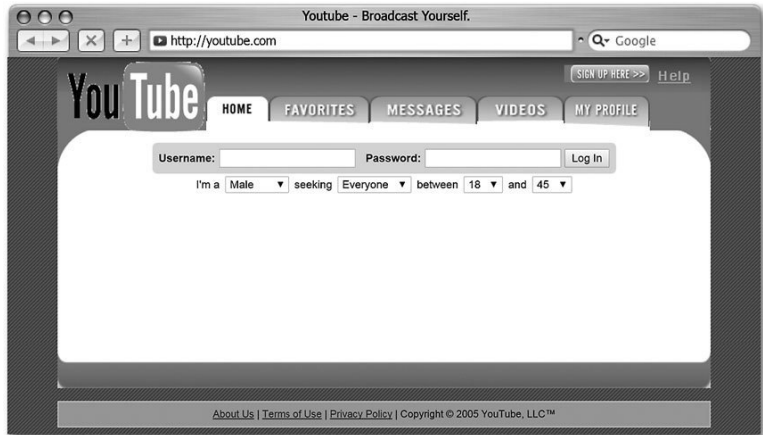 Youtube - Broadcast Yourself.
http://youtube.com
Google
SIGN UP HERE >>
Help
YouTube
HOME FAVORITES MESSAGES VIDEOS MY PROFILE
Username: Password: Log In
I'm a Male seeking Everyone between 18 and 45
About Us | Terms of Use | Privacy Policy | Copyright © 2005 YouTube, LLC™